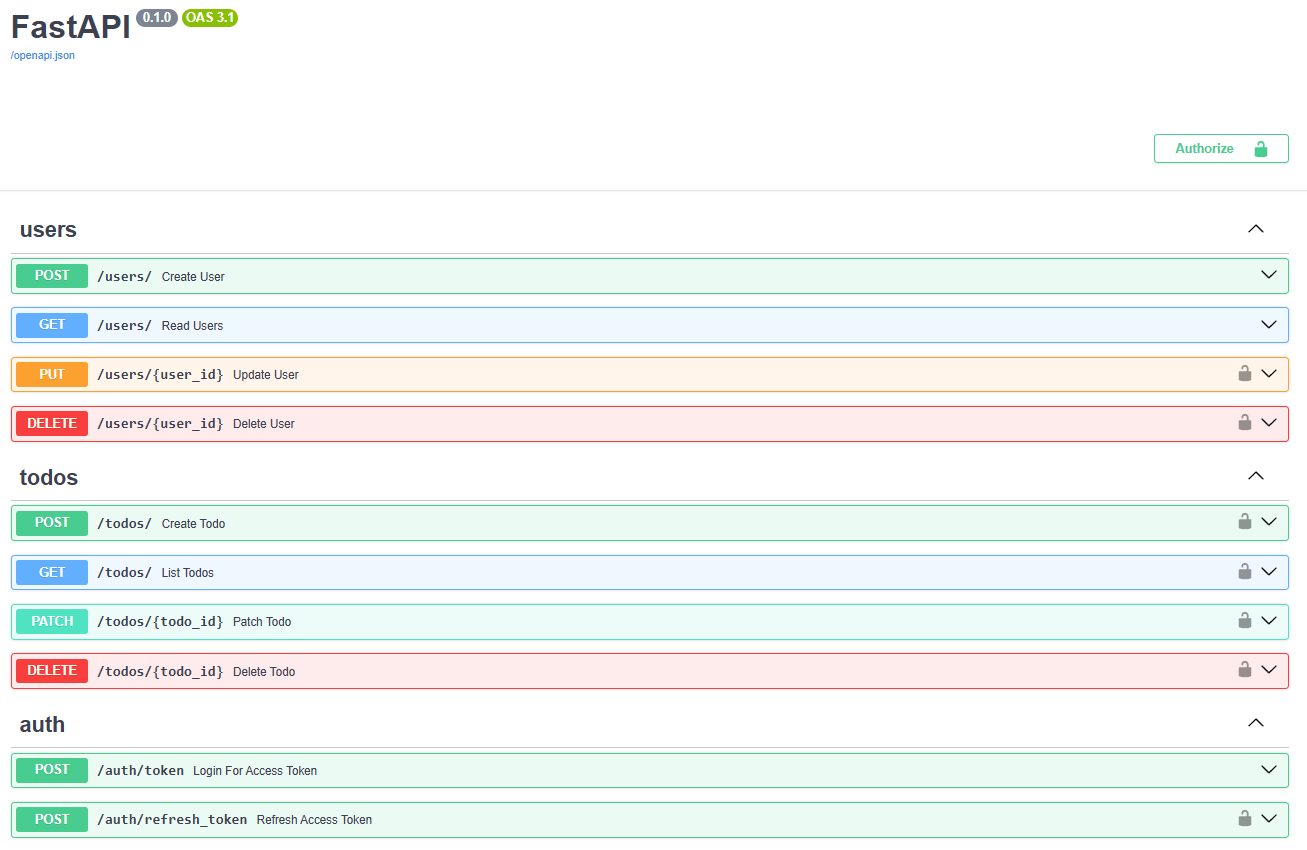 FastAPI 0.1.0 OAS 3.1
/openapi.json
Authorize
users
POST /users/ Create User
GET /users/ Read Users
PUT /users/{user_id} Update User
DELETE /users/{user_id} Delete User
todos
POST /todos/ Create Todo
GET /todos/ List Todos
PATCH /todos/{todo_id} Patch Todo
DELETE /todos/{todo_id} Delete Todo
auth
POST /auth/token Login For Access Token
POST /auth/refresh_token Refresh Access Token